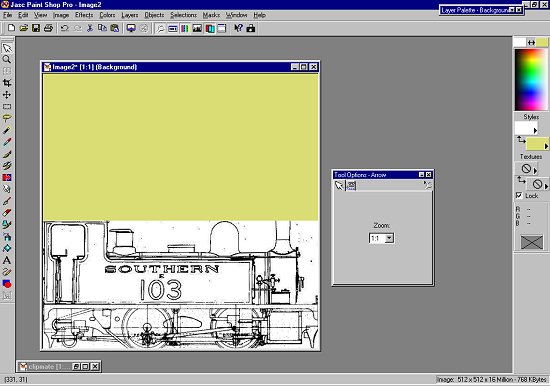 Jasc Paint Shop Pro - Image2
Layer Palette - Background
File Edit View Image Effects Colors Layers Objects Selections Masks Window Help
Image2* [1:1] (Background)
Styles
Textures
Lock
R: --
G: --
B: --
Tool Options - Arrow
Zoom:
1:1
SOUTHERN
E
103
clipmate [1:...
(331, 31)
Image: 512 x 512 x 16 Million - 768 KBytes